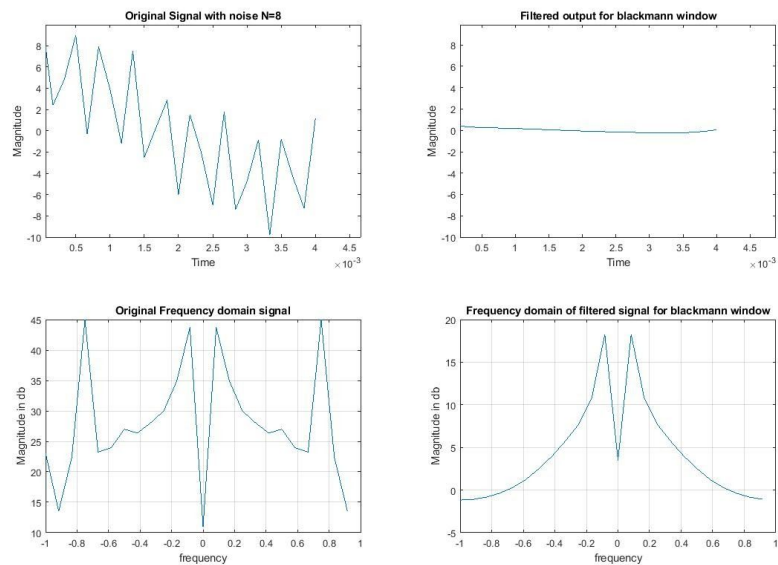 Original Signal with noise N=8
Magnitude
8
6
4
2
0
-2
-4
-6
-8
-10
0.5 1 1.5 2 2.5 3 3.5 4 4.5
Time
×10-3
Filtered output for blackmann window
Magnitude
8
6
4
2
0
-2
-4
-6
-8
-10
0.5 1 1.5 2 2.5 3 3.5 4 4.5
Time
×10-3
Original Frequency domain signal
Magnitude in db
45
40
35
30
25
20
15
10
-1 -0.8 -0.6 -0.4 -0.2 0 0.2 0.4 0.6 0.8 1
frequency
Frequency domain of filtered signal for blackmann window
Magnitude in db
20
15
10
5
0
-5
-1 -0.8 -0.6 -0.4 -0.2 0 0.2 0.4 0.6 0.8 1
frequency